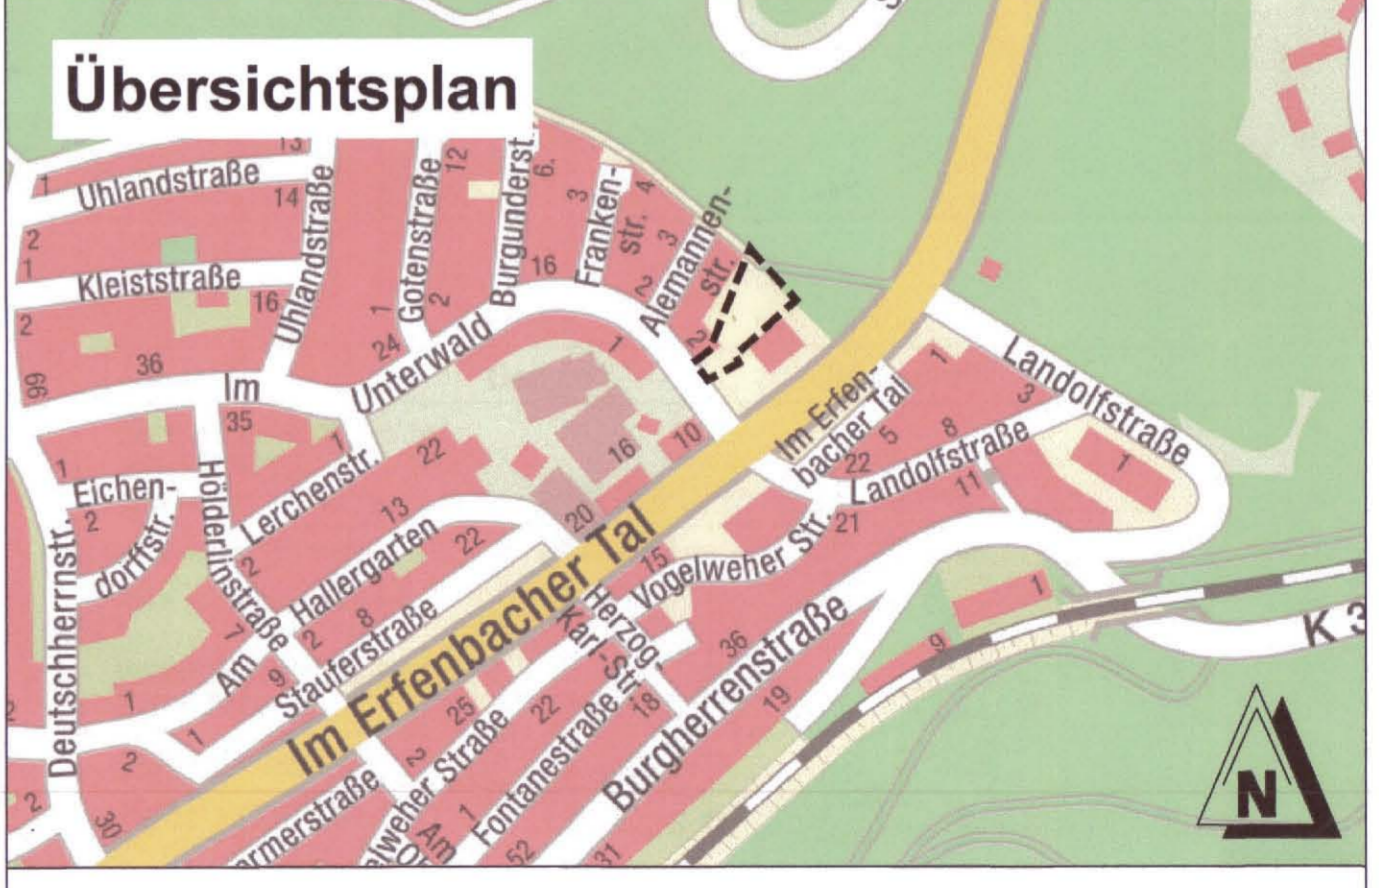 Übersichtsplan
13
1
Uhlandstraße
14
Uhlandstraße
12
Gotenstraße
Burgunderst.
6.
3
Franken-
str.
4
3
Alemannen-
str.
2
2
2
1
Kleiststraße
16
1
2
16
2
24
36
99
Im
Unterwald
1
35
1
22
16
10
20
1
Eichen-
dorffstr.
2
Hölderlinstraße
Lerchenstr.
2
13
Hallergarten
22
Deutschherrnstr.
7
2
8
Stauferstraße
Am
9
1
1
2
2
2
30
Im Erfenbacher Tal
Im Erfen-
bacher Tal
1
3
Landolfstraße
5
8
22
Landolfstraße
11
1
21
15
Vogelweher Str.
Herzog-
Karl-Str.
36
18
Burgherrenstraße
19
1
9
K 3
25
22
2
elweher Straße
1
Fontanestraße
ermerstraße
Am
52
31
N